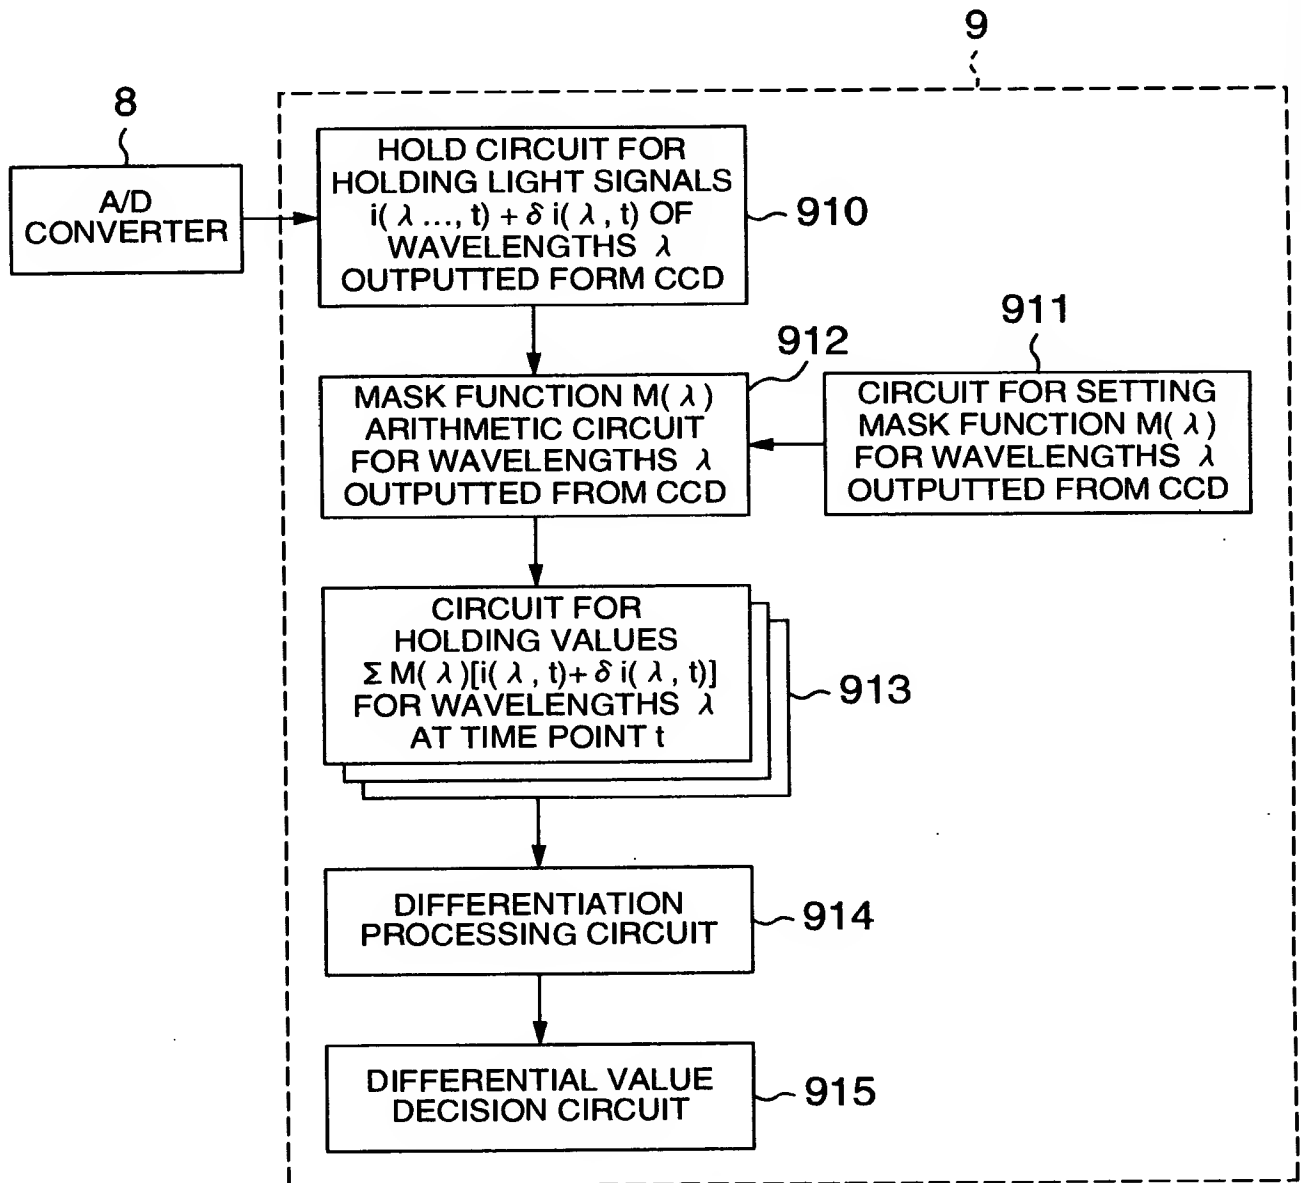 9
8
A/D
CONVERTER
HOLD CIRCUIT FOR
HOLDING LIGHT SIGNALS
i( λ ..., t) + δ i( λ , t) OF
WAVELENGTHS λ
OUTPUTTED FORM CCD
910
911
CIRCUIT FOR SETTING
MASK FUNCTION M( λ )
FOR WAVELENGTHS λ
OUTPUTTED FROM CCD
912
MASK FUNCTION M( λ )
ARITHMETIC CIRCUIT
FOR WAVELENGTHS λ
OUTPUTTED FROM CCD
CIRCUIT FOR
HOLDING VALUES
Σ M( λ )[i( λ , t)+ δ i( λ , t)]
FOR WAVELENGTHS λ
AT TIME POINT t
913
DIFFERENTIATION
PROCESSING CIRCUIT
914
DIFFERENTIAL VALUE
DECISION CIRCUIT
915